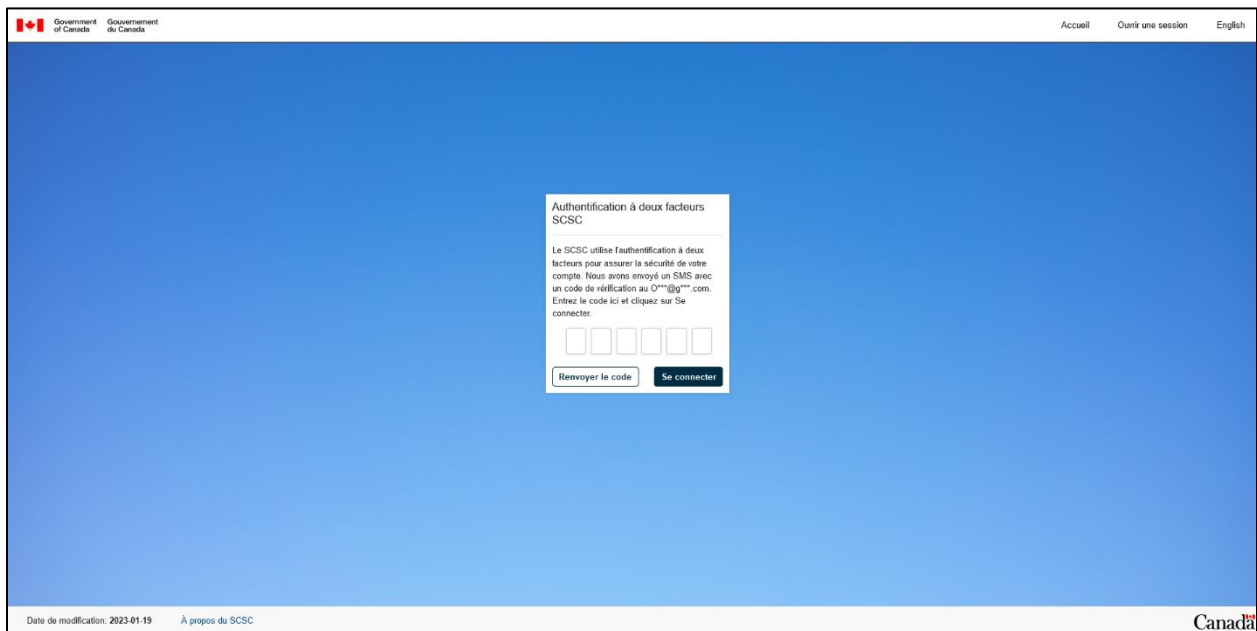 Government Gouvernement
of Canada du Canada
Accueil Ouvrir une session English
Authentification à deux facteurs
SCSC
Le SCSC utilise l'authentification à deux
facteurs pour assurer la sécurité de votre
compte. Nous avons envoyé un SMS avec
un code de vérification au O***@g***.com.
Entrez le code ici et cliquez sur Se
connecter.
Renvoyer le code Se connecter
Date de modification: 2023-01-19 À propos du SCSC
Canada